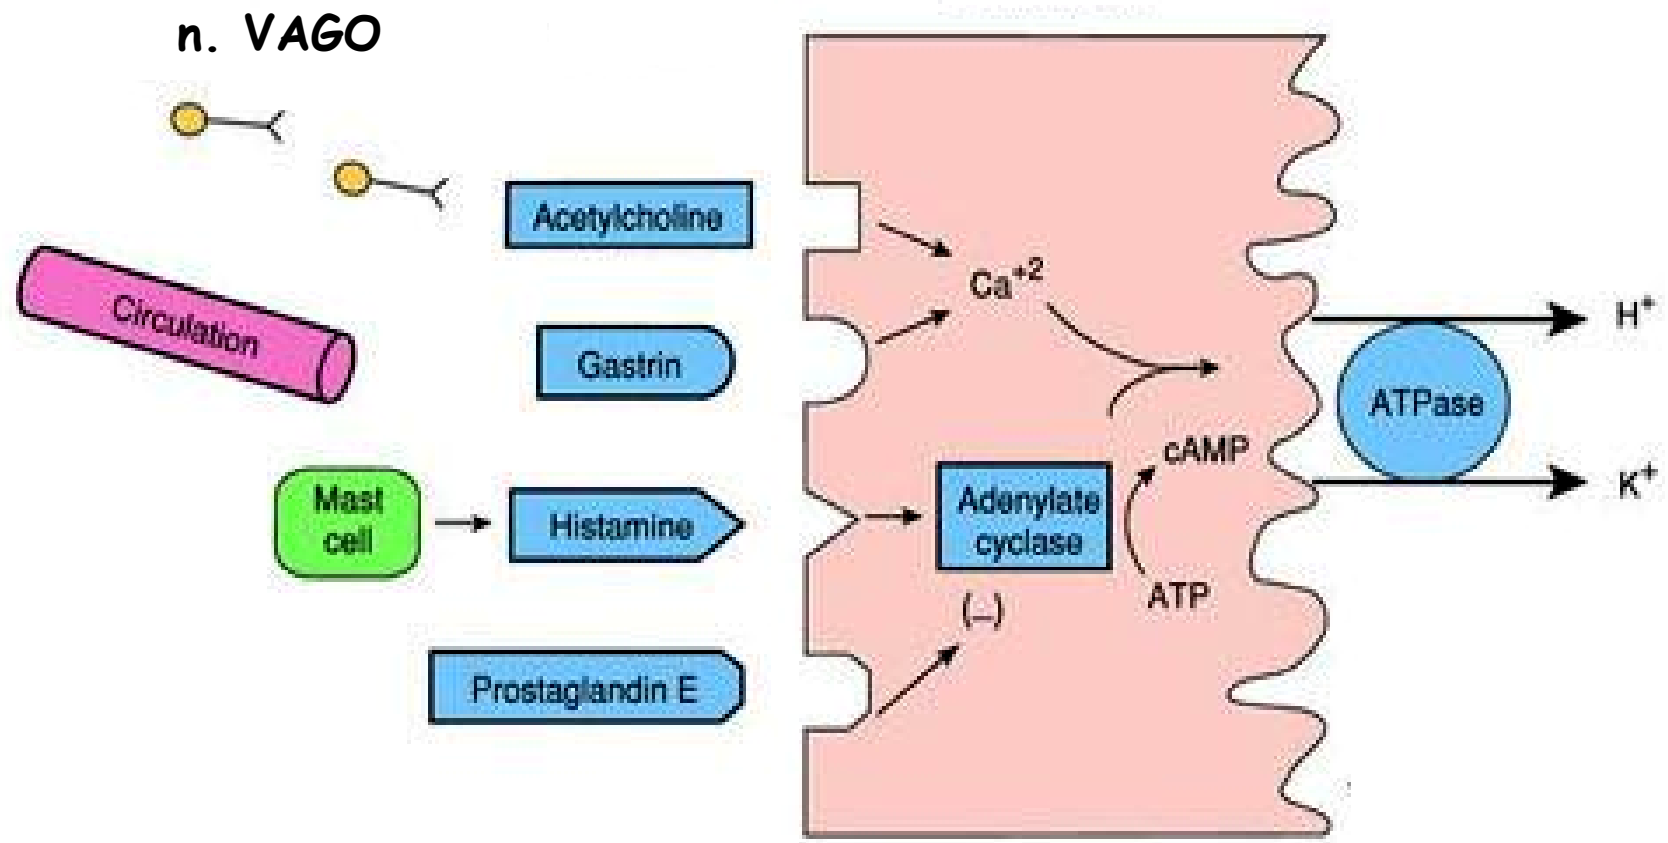 n. VAGO
Acetylcholine
Circulation
Gastrin
Mast
cell
Histamine
Prostaglandin E
Ca+2
cAMP
Adenylate
cyclase
ATP
(–)
H+
ATPase
K+